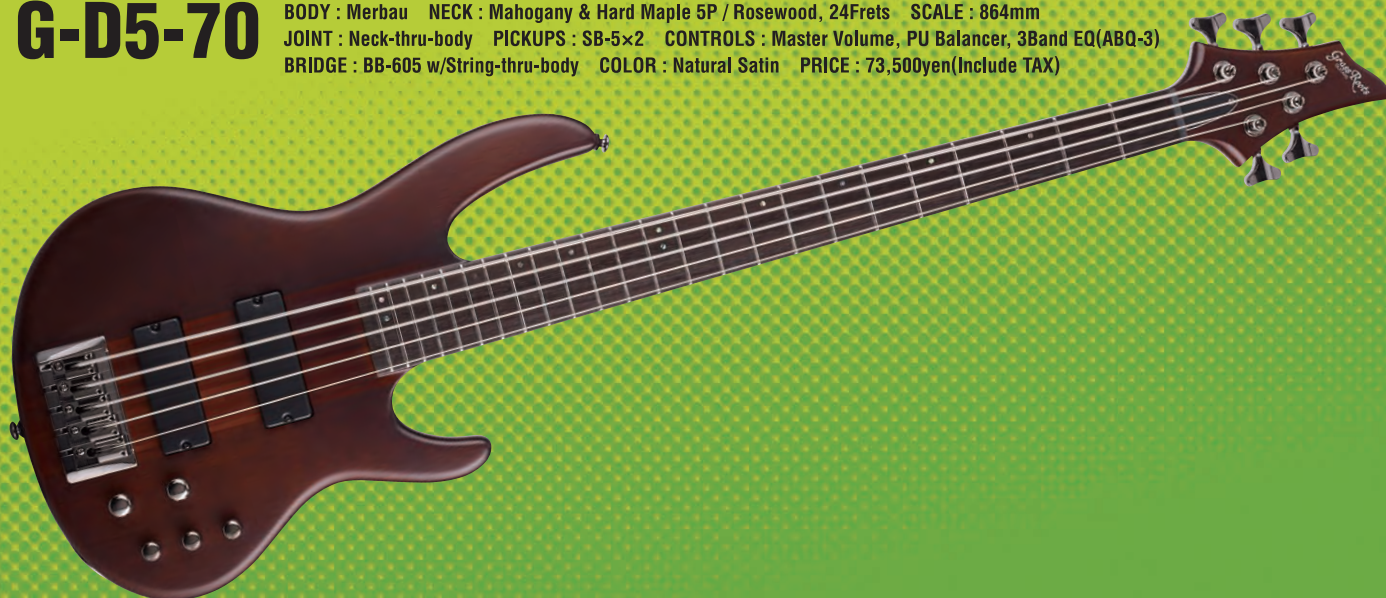 G-D5-70
BODY : Merbau NECK : Mahogany & Hard Maple 5P / Rosewood, 24Frets SCALE : 864mm
JOINT : Neck-thru-body PICKUPS : SB-5×2 CONTROLS : Master Volume, PU Balancer, 3Band EQ(ABQ-3)
BRIDGE : BB-605 w/String-thru-body COLOR : Natural Satin PRICE : 73,500yen(Include TAX)
GrassRoots